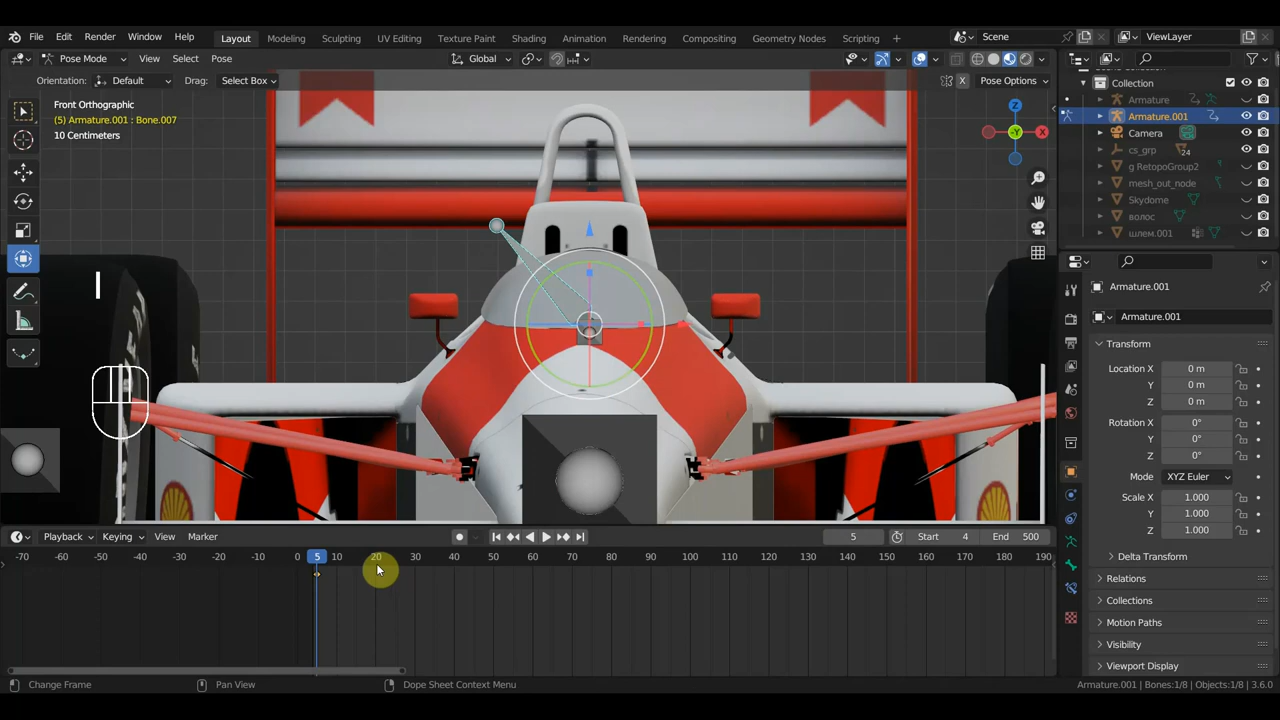 File Edit Render Window Help Layout Modeling Sculpting UV Editing Texture Paint Shading Animation Rendering Compositing Geometry Nodes Scripting + Scene ViewLayer
Pose Mode View Select Pose Global
Orientation: Default Drag: Select Box X Pose Options
Front Orthographic
(5) Armature.001 : Bone.007
10 Centimeters
Z
-Y
X
I
Collection
Armature
Armature.001
Camera
cs_grp 24
g RetopoGroup2
mesh_out_node
Skydome
волос
шлем.001
Armature.001
Armature.001
Transform
Location X 0 m
Y 0 m
Z 0 m
Rotation X 0°
Y 0°
Z 0°
Mode XYZ Euler
Scale X 1.000
Y 1.000
Z 1.000
Delta Transform
Relations
Collections
Motion Paths
Visibility
Viewport Display
Playback Keying View Marker 5 Start 4 End 500
-70 -60 -50 -40 -30 -20 -10 0 5 10 20 30 40 50 60 70 80 90 100 110 120 130 140 150 160 170 180 190
Change Frame Pan View Dope Sheet Context Menu Armature.001 | Bones:1/8 | Objects:1/8 | 3.6.0